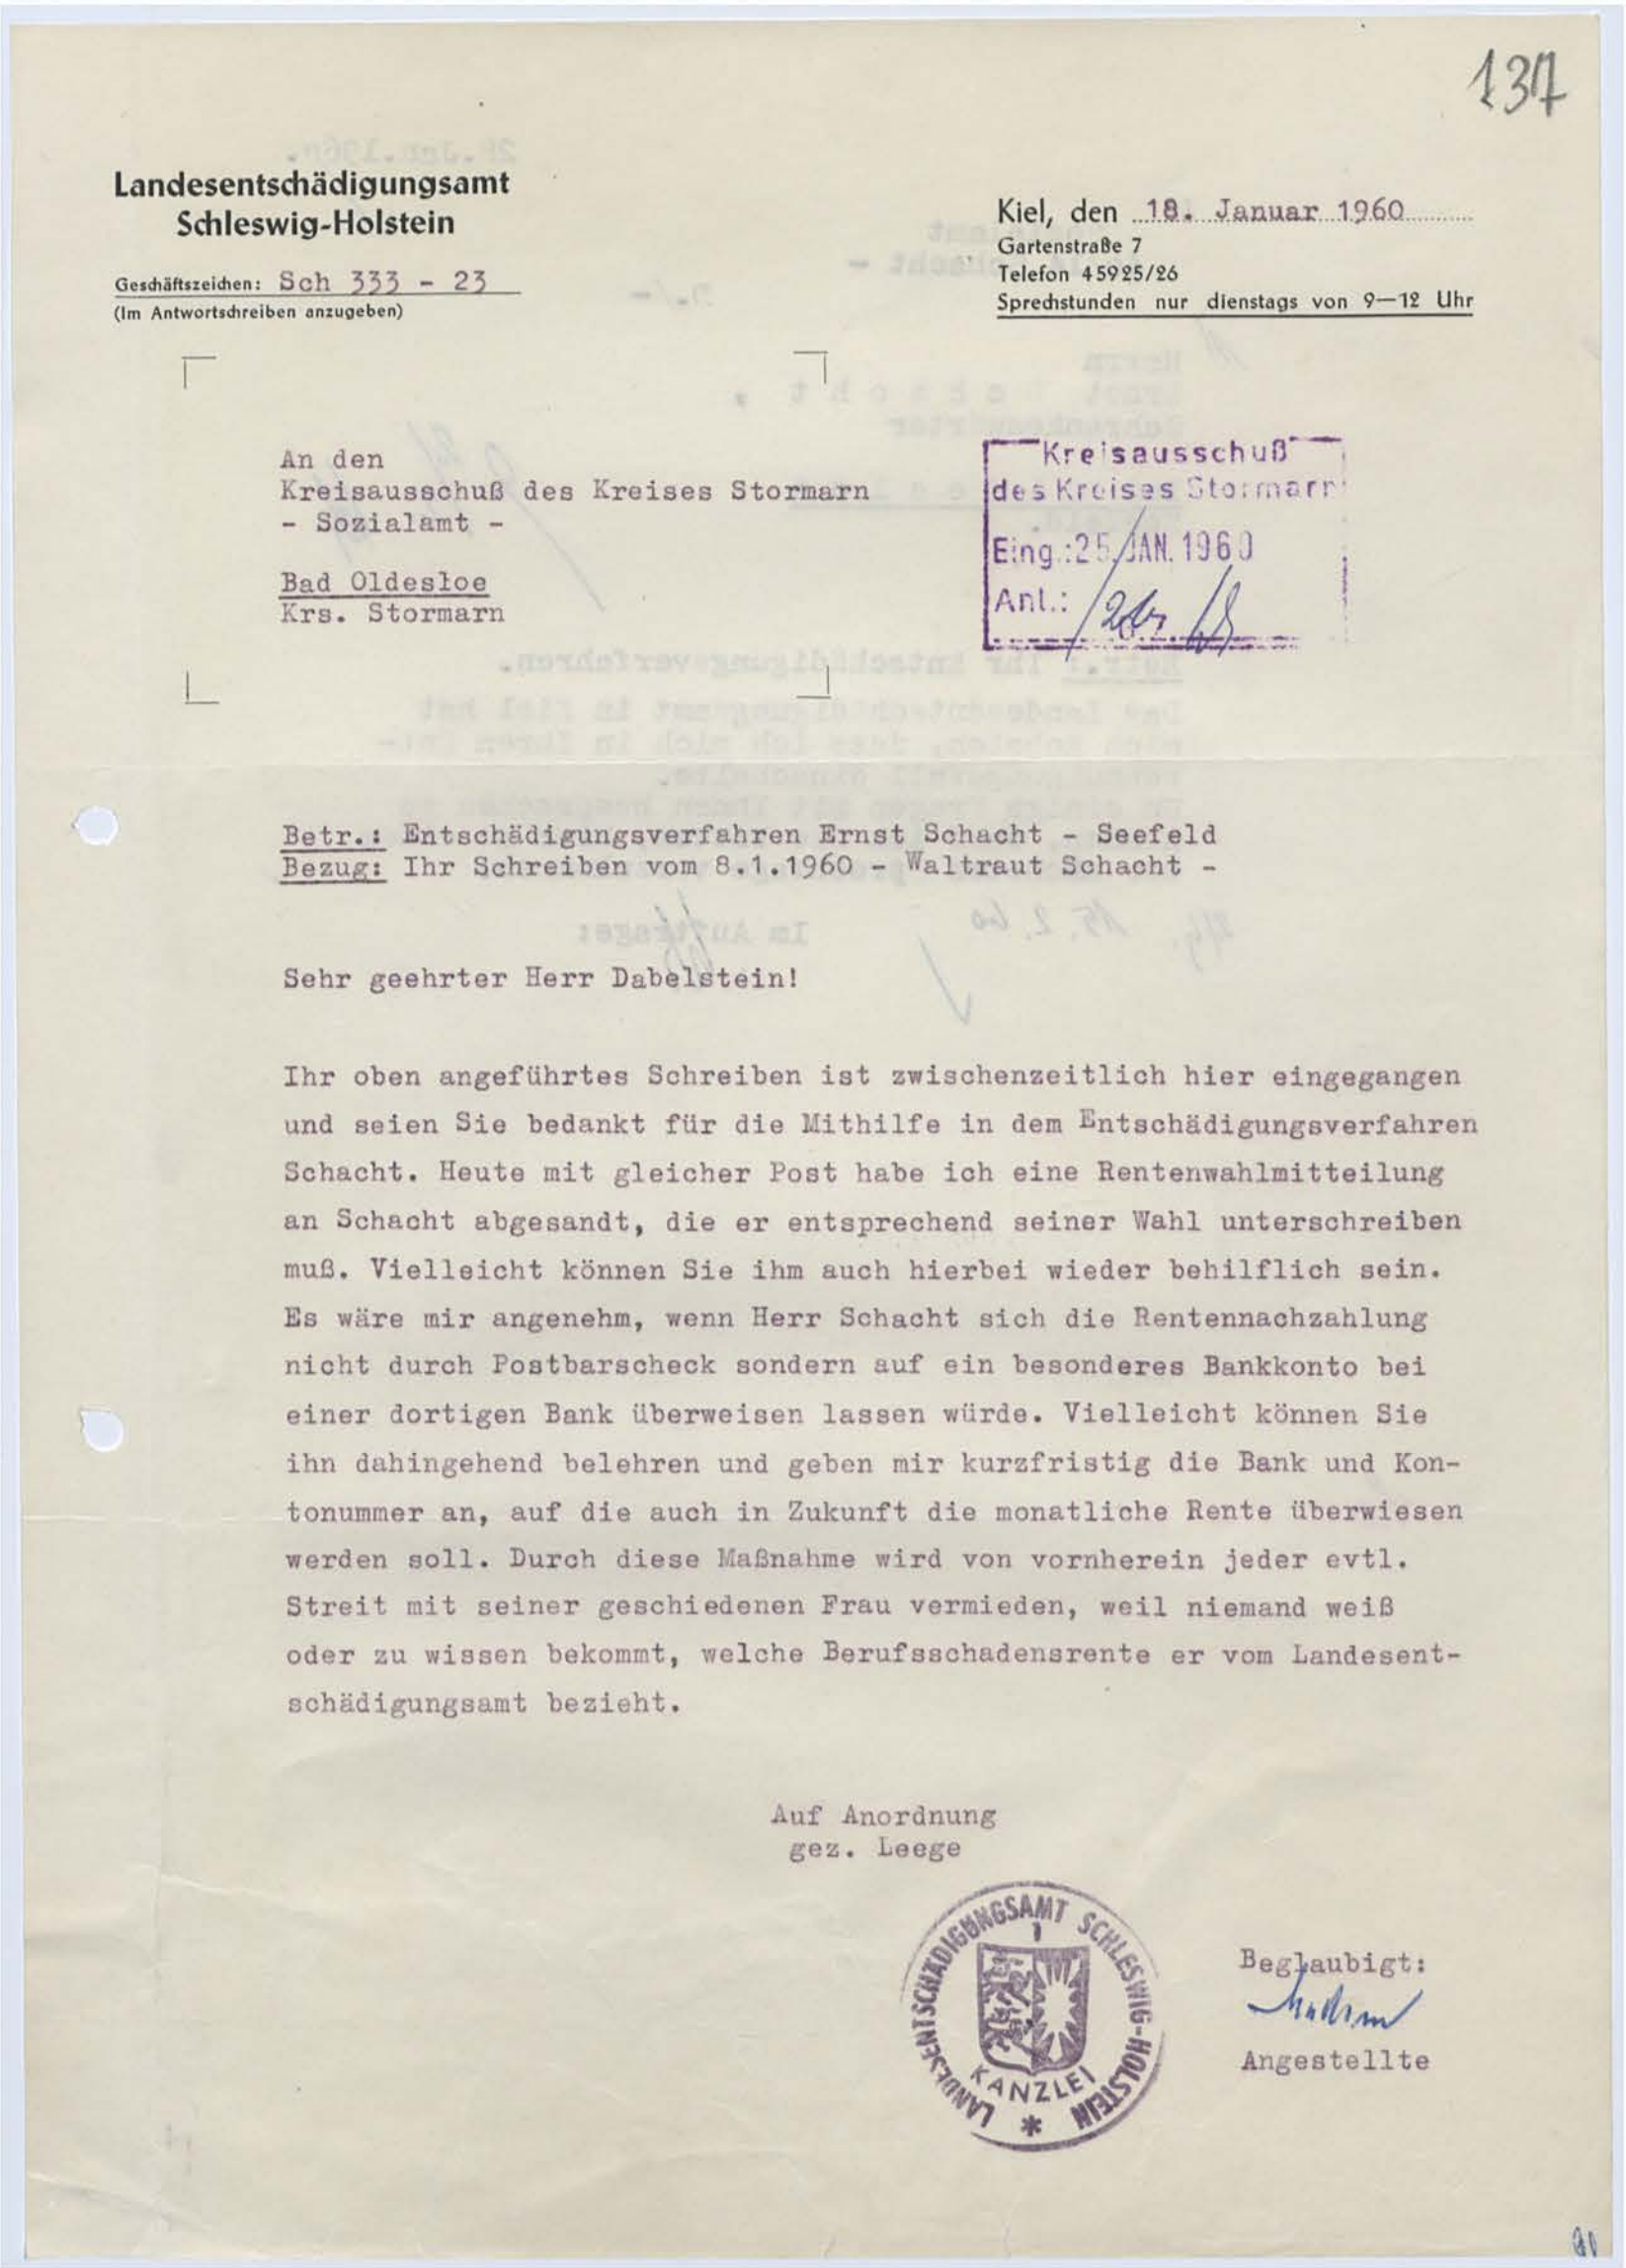 137
Landesentschädigungsamt
Schleswig-Holstein
Geschäftszeichen: Sch 333 - 23
(Im Antwortschreiben anzugeben)
Kiel, den 18. Januar 1960
Gartenstraße 7
Telefon 45925/26
Sprechstunden nur dienstags von 9—12 Uhr
An den
Kreisausschuß des Kreises Stormarn
- Sozialamt -
Bad Oldesloe
Krs. Stormarn
Kreisausschuß
des Kreises Stormarn
Eing.:25.JAN.1960
Anl.:
Betr.: Entschädigungsverfahren Ernst Schacht - Seefeld
Bezug: Ihr Schreiben vom 8.1.1960 - Waltraut Schacht -
Sehr geehrter Herr Dabelstein!
Ihr oben angeführtes Schreiben ist zwischenzeitlich hier eingegangen
und seien Sie bedankt für die Mithilfe in dem Entschädigungsverfahren
Schacht. Heute mit gleicher Post habe ich eine Rentenwahlmitteilung
an Schacht abgesandt, die er entsprechend seiner Wahl unterschreiben
muß. Vielleicht können Sie ihm auch hierbei wieder behilflich sein.
Es wäre mir angenehm, wenn Herr Schacht sich die Rentennachzahlung
nicht durch Postbarscheck sondern auf ein besonderes Bankkonto bei
einer dortigen Bank überweisen lassen würde. Vielleicht können Sie
ihn dahingehend belehren und geben mir kurzfristig die Bank und Kon-
tonummer an, auf die auch in Zukunft die monatliche Rente überwiesen
werden soll. Durch diese Maßnahme wird von vornherein jeder evtl.
Streit mit seiner geschiedenen Frau vermieden, weil niemand weiß
oder zu wissen bekommt, welche Berufsschadensrente er vom Landesent-
schädigungsamt bezieht.
Auf Anordnung
gez. Leege
LANDESENTSCHÄDIGUNGSAMT SCHLESWIG-HOLSTEIN
KANZLEI
Beglaubigt:
Angestellte